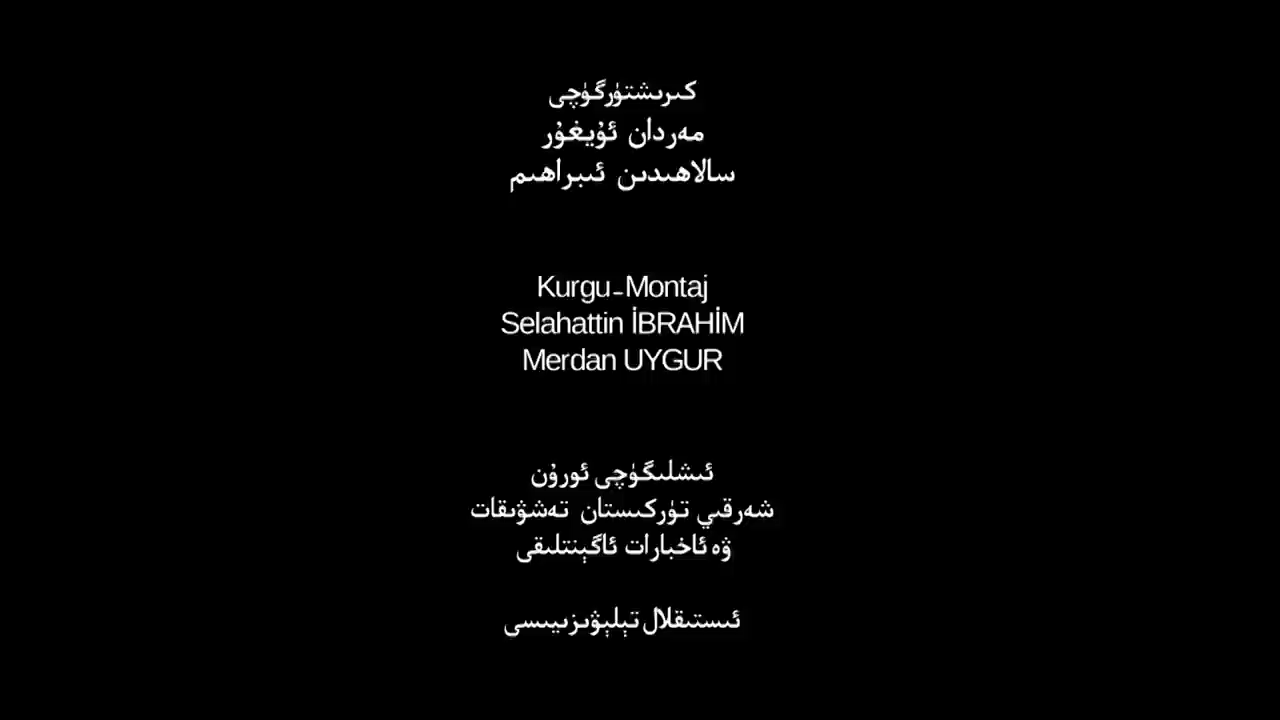 كىرىشتۈرگۈچى
مەردان ئۇيغۇر
سالاھىدىن ئىبراھىم
Kurgu-Montaj
Selahattin İBRAHİM
Merdan UYGUR
ئىشلىگۈچى ئورۇن
شەرقىي تۈركىستان تەشۋىقات
ۋە ئاخبارات ئاگېنتلىقى
ئىستىقلال تېلېۋىزىيىسى